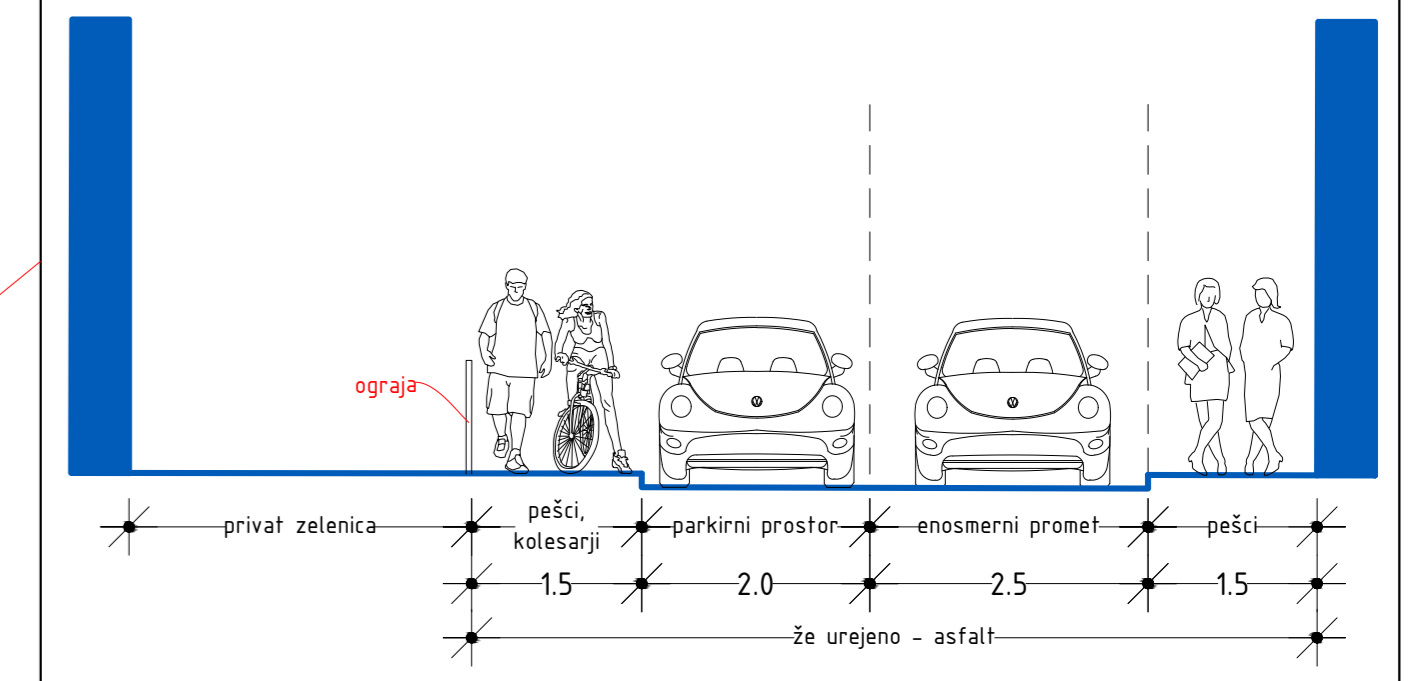 ograja
privat zelenica
pešci,
kolesarji
parkirni prostor
enosmerni promet
pešci
1.5
2.0
2.5
1.5
že urejeno - asfalt